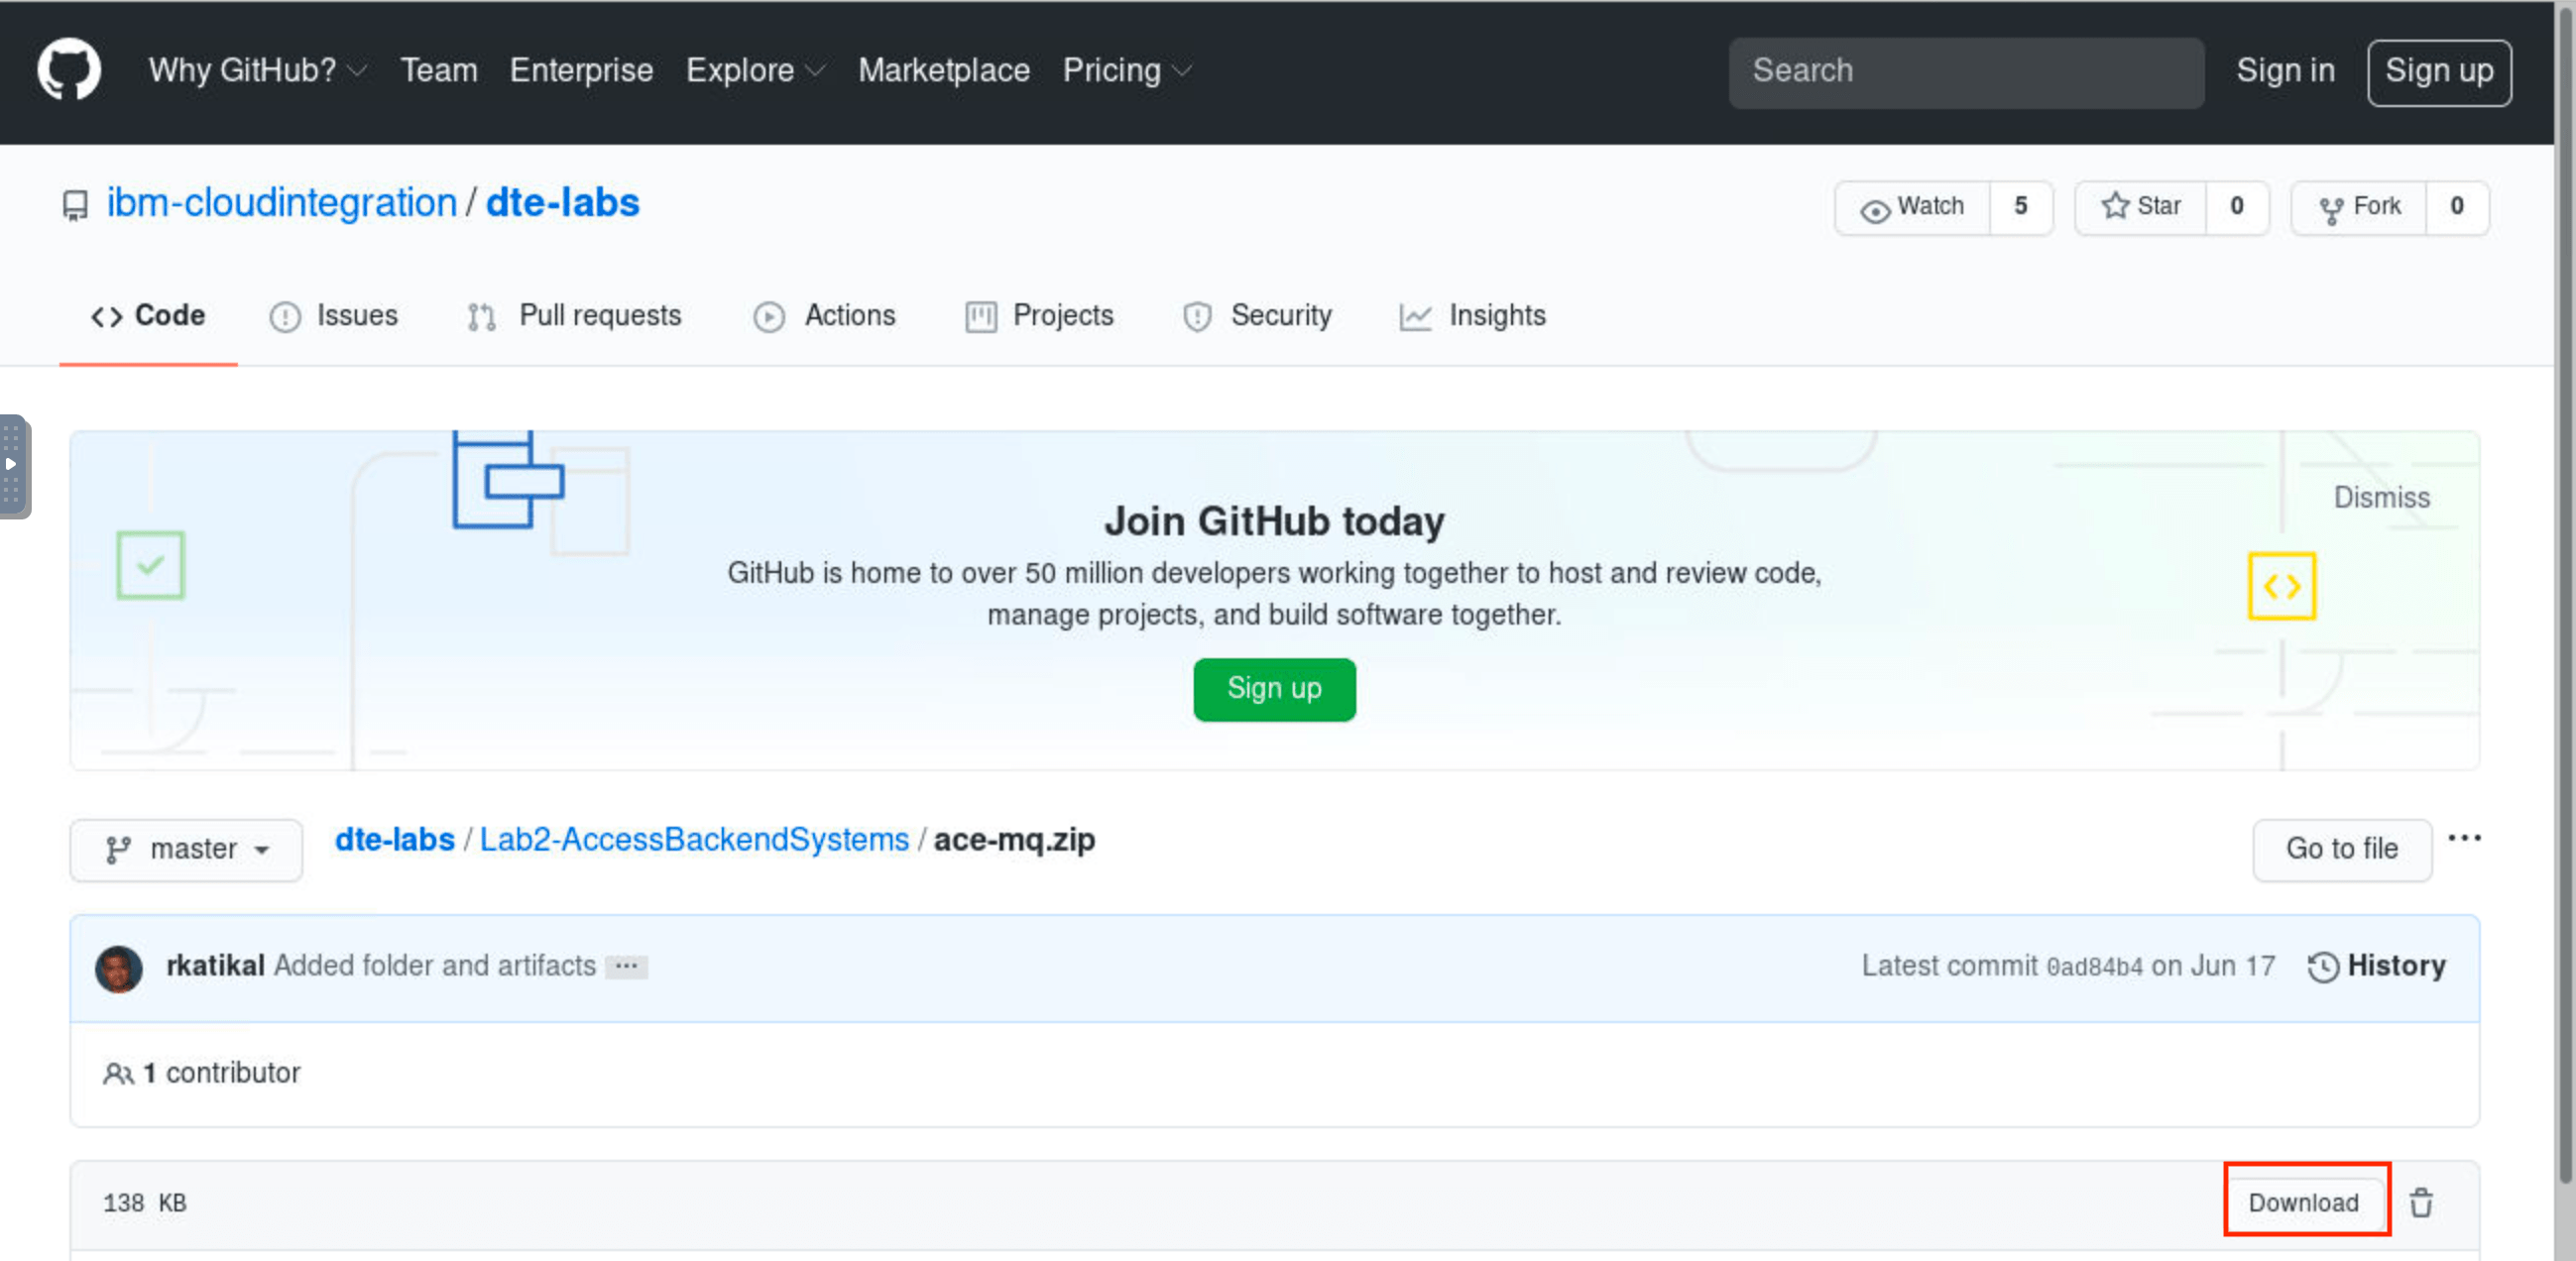 Why GitHub? Team Enterprise Explore Marketplace Pricing Search Sign in Sign up
ibm-cloudintegration / dte-labs Watch 5 Star 0 Fork 0
Code Issues Pull requests Actions Projects Security Insights
Dismiss
Join GitHub today
GitHub is home to over 50 million developers working together to host and review code,
manage projects, and build software together.
Sign up
master dte-labs / Lab2-AccessBackendSystems / ace-mq.zip Go to file ...
rkatikal Added folder and artifacts ... Latest commit 0ad84b4 on Jun 17 History
1 contributor
138 KB Download